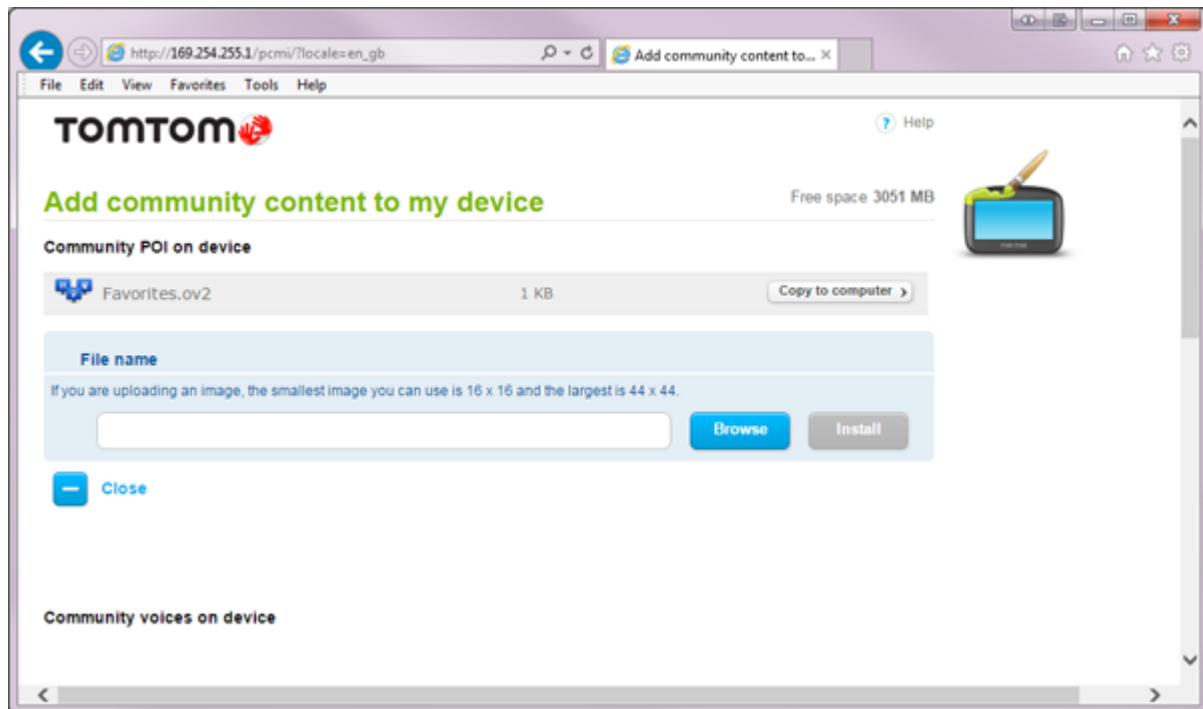 http://169.254.255.1/pcmi/?locale=en_gb
Add community content to...
File Edit View Favorites Tools Help
TOMTOM
? Help
Add community content to my device
Free space 3051 MB
Community POI on device
Favorites.ov2 1 KB Copy to computer
File name
If you are uploading an image, the smallest image you can use is 16 x 16 and the largest is 44 x 44.
Browse Install
Close
Community voices on device